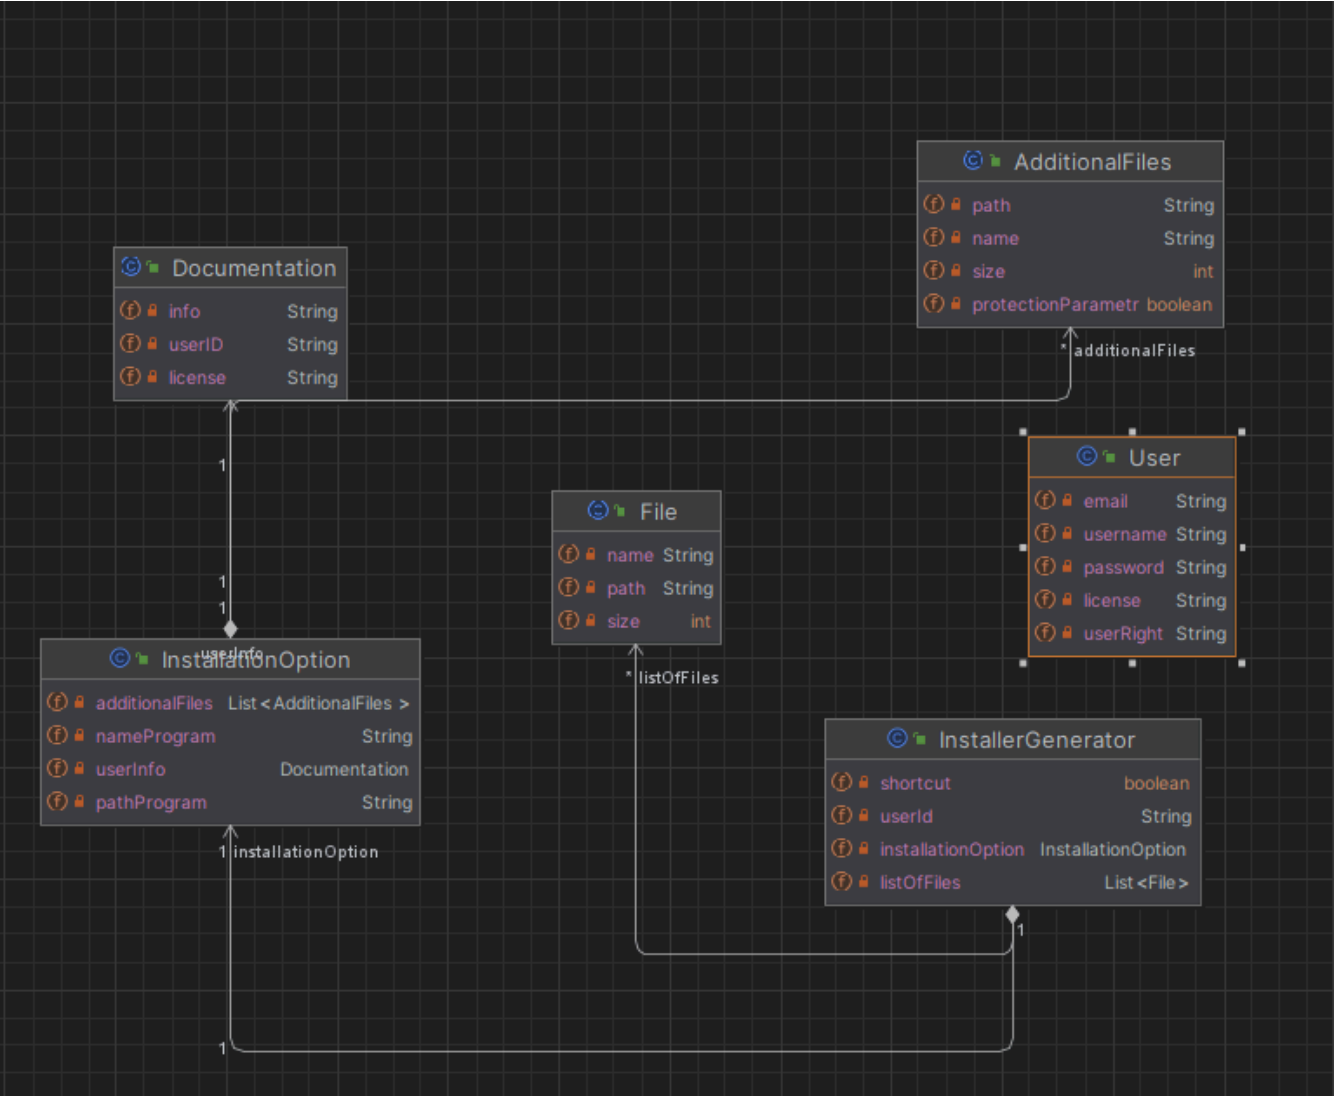 AdditionalFiles
path String
name String
size int
protectionParametr boolean
* additionalFiles
Documentation
info String
userID String
license String
1
1
1
userInfo
InstallationOption
additionalFiles List<AdditionalFiles >
nameProgram String
userInfo Documentation
pathProgram String
1 installationOption
1
File
name String
path String
size int
* listOfFiles
User
email String
username String
password String
license String
userRight String
InstallerGenerator
shortcut boolean
userId String
installationOption InstallationOption
listOfFiles List<File>
1